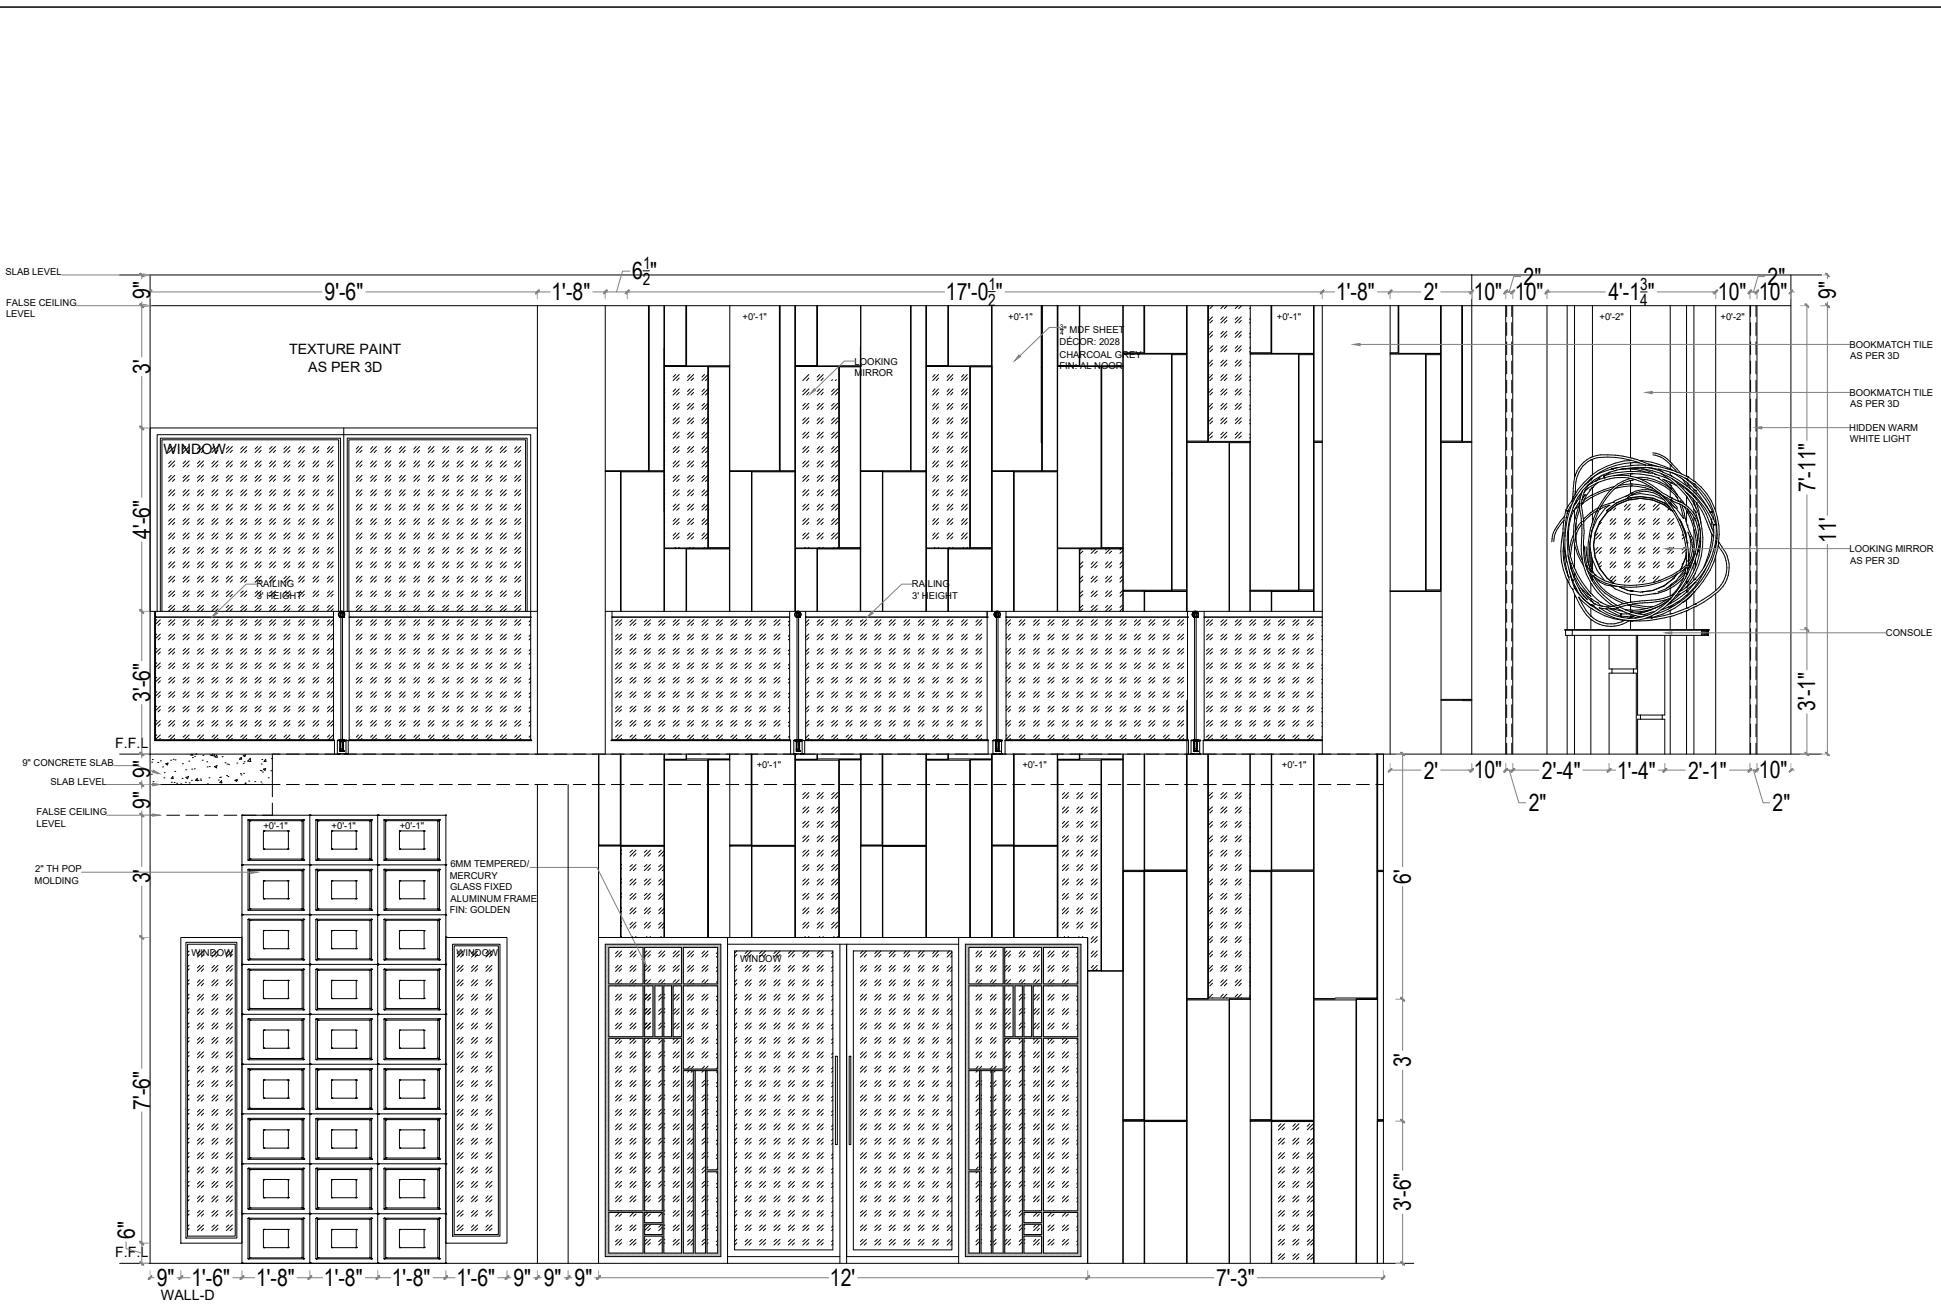 SLAB LEVEL
FALSE CEILING
LEVEL
9"
9'-6"
1'-8"
6½"
17'-0½"
1'-8"
2'
10"
2"
10"
4'-1¾"
10"
2"
10"
9"
TEXTURE PAINT
AS PER 3D
3'
+0'-1"
+0'-1"
+0'-1"
+0'-2"
+0'-2"
¾" MDF SHEET
DÉCOR: 2028
CHARCOAL GREY
FIN: AL NOOR
LOOKING
MIRROR
BOOKMATCH TILE
AS PER 3D
BOOKMATCH TILE
AS PER 3D
HIDDEN WARM
WHITE LIGHT
WINDOW
4'-6"
7'-11"
11'
LOOKING MIRROR
AS PER 3D
RAILING
3' HEIGHT
RAILING
3' HEIGHT
CONSOLE
3'-6"
3'-1"
F.F.L
9" CONCRETE SLAB
9"
SLAB LEVEL
9"
FALSE CEILING
LEVEL
+0'-1"
+0'-1"
+0'-1"
2'
10"
2"
2'-4"
1'-4"
2'-1"
2"
10"
+0'-1"
+0'-1"
+0'-1"
2" TH POP
MOLDING
3'
6MM TEMPERED/
MERCURY
GLASS FIXED
ALUMINUM FRAME
FIN: GOLDEN
6'
WINDOW
WINDOW
WINDOW
7'-6"
3'
3'-6"
6"
F.F.L
9"
1'-6"
1'-8"
1'-8"
1'-8"
1'-6"
9"
9"
9"
12'
7'-3"
WALL-D